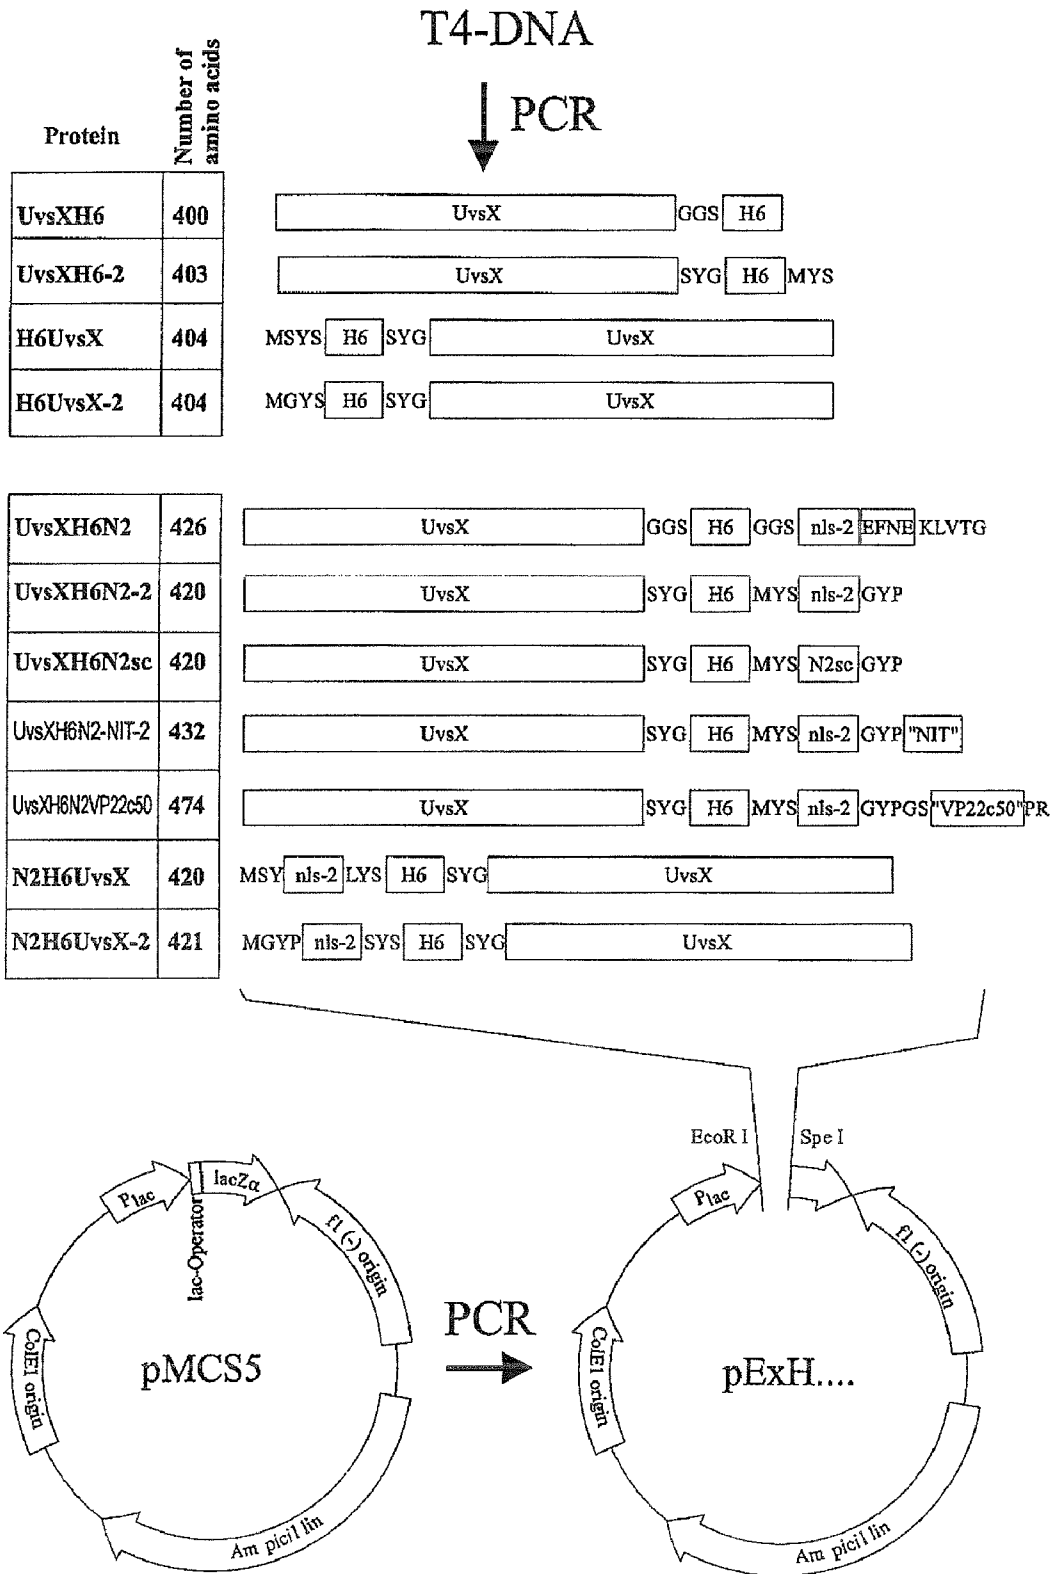 T4-DNA
PCR
Protein
Number of
amino acids
UvsXH6 400 UvsX GGS H6
UvsXH6-2 403 UvsX SYG H6 MYS
H6UvsX 404 MSYS H6 SYG UvsX
H6UvsX-2 404 MGYS H6 SYG UvsX
UvsXH6N2 426 UvsX GGS H6 GGS nls-2 EFNE KLVTG
UvsXH6N2-2 420 UvsX SYG H6 MYS nls-2 GYP
UvsXH6N2sc 420 UvsX SYG H6 MYS N2sc GYP
UvsXH6N2-NIT-2 432 UvsX SYG H6 MYS nls-2 GYP "NIT"
UvsXH6N2VP22c50 474 UvsX SYG H6 MYS nls-2 GYPGS "VP22c50" PR
N2H6UvsX 420 MSY nls-2 LYS H6 SYG UvsX
N2H6UvsX-2 421 MGYP nls-2 SYS H6 SYG UvsX
EcoR I
Spe I
Plac
lacZα
lac-Operator
f1 (-) origin
ColE1 origin
pMCS5
Am picil lin
PCR
Plac
f1 (-) origin
ColE1 origin
pExH....
Am picil lin